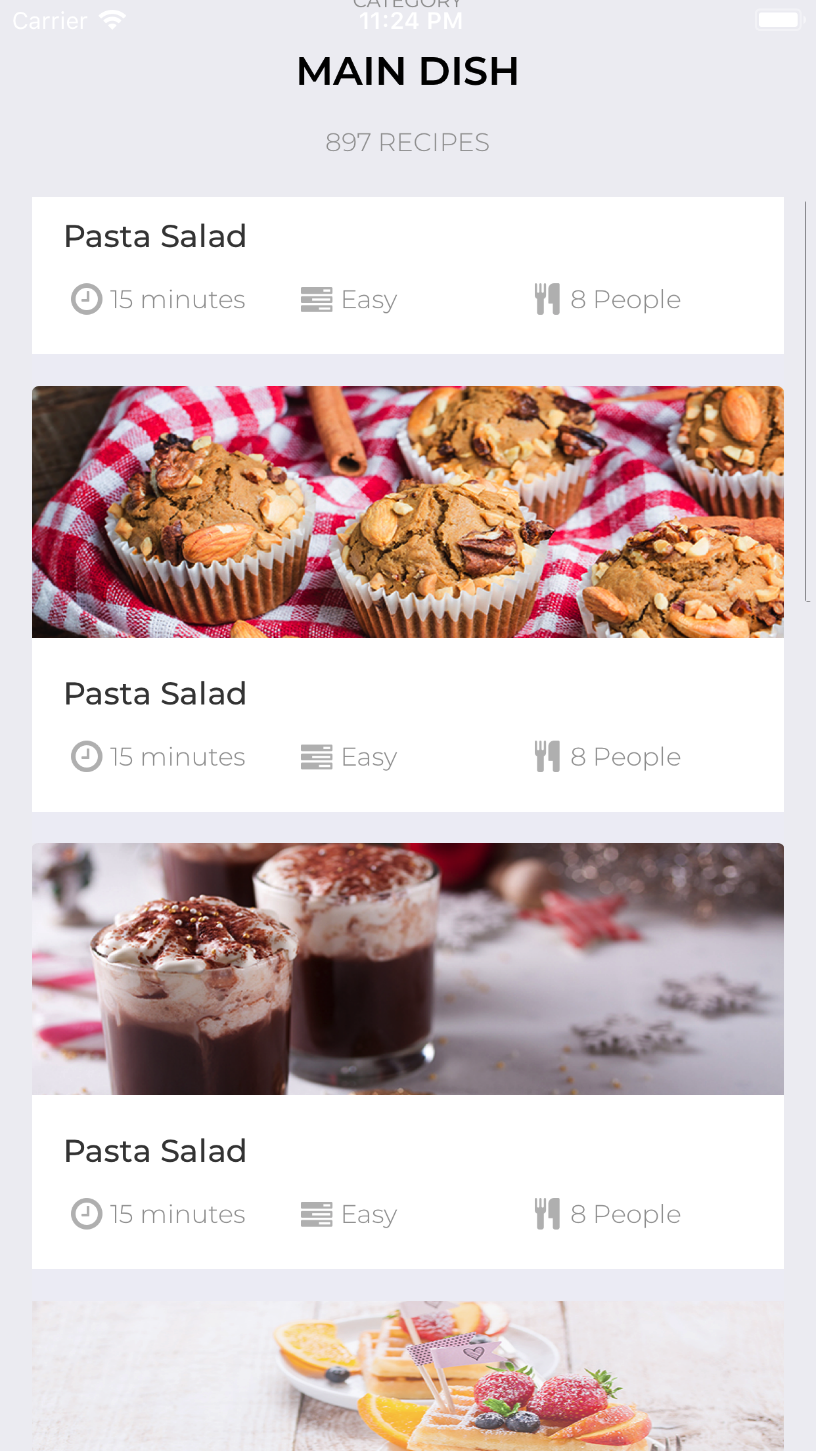 CATEGORY
Carrier 11:24 PM
MAIN DISH
897 RECIPES
Pasta Salad
15 minutes Easy 8 People
Pasta Salad
15 minutes Easy 8 People
Pasta Salad
15 minutes Easy 8 People